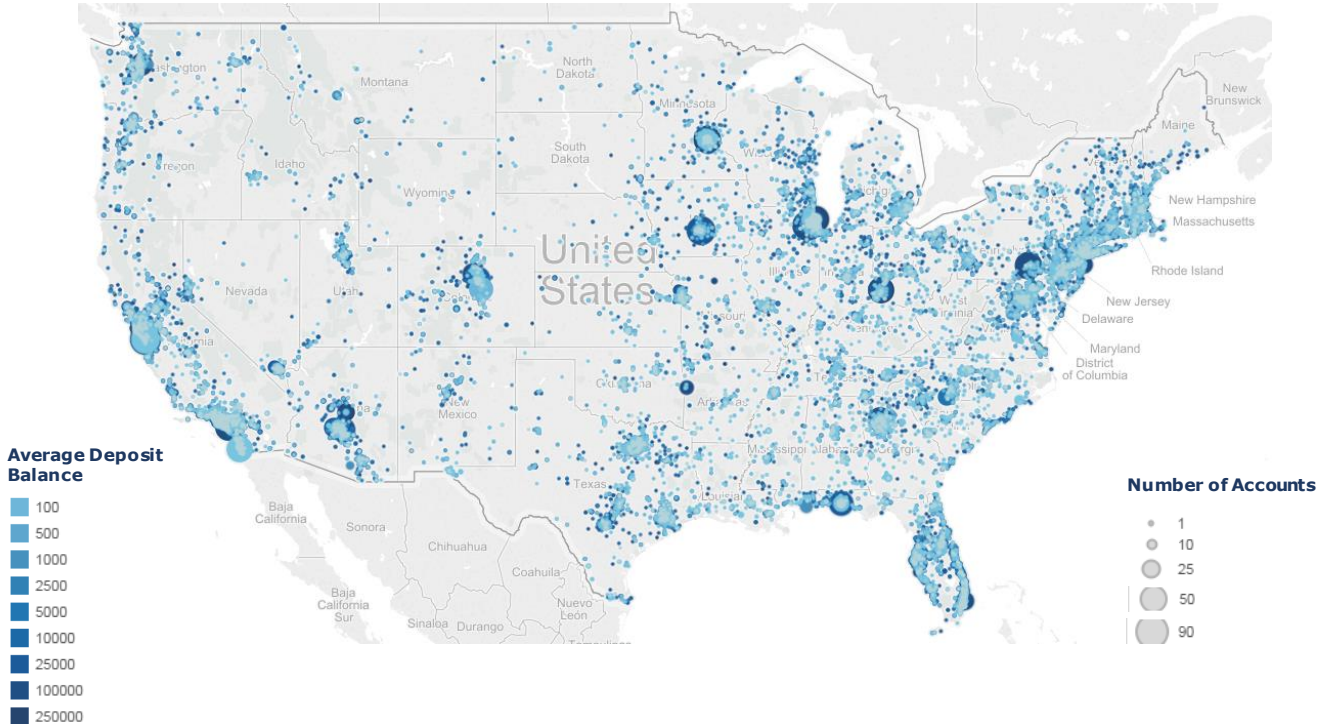 North
Dakota
Montana
Minnesota
New
Brunswick
Maine
South
Dakota
Idaho
Wyoming
New Hampshire
Massachusetts
United
States
Rhode Island
Nevada
Utah
West
Virginia
New Jersey
Delaware
Maryland
District
of Columbia
New
Mexico
Mississippi
Texas
Average Deposit
Balance
100
500
1000
2500
5000
10000
25000
100000
250000
Baja
California
Sonora
Chihuahua
Coahuila
Baja
California
Sur
Nuevo
León
Sinaloa
Durango
Number of Accounts
1
10
25
50
90